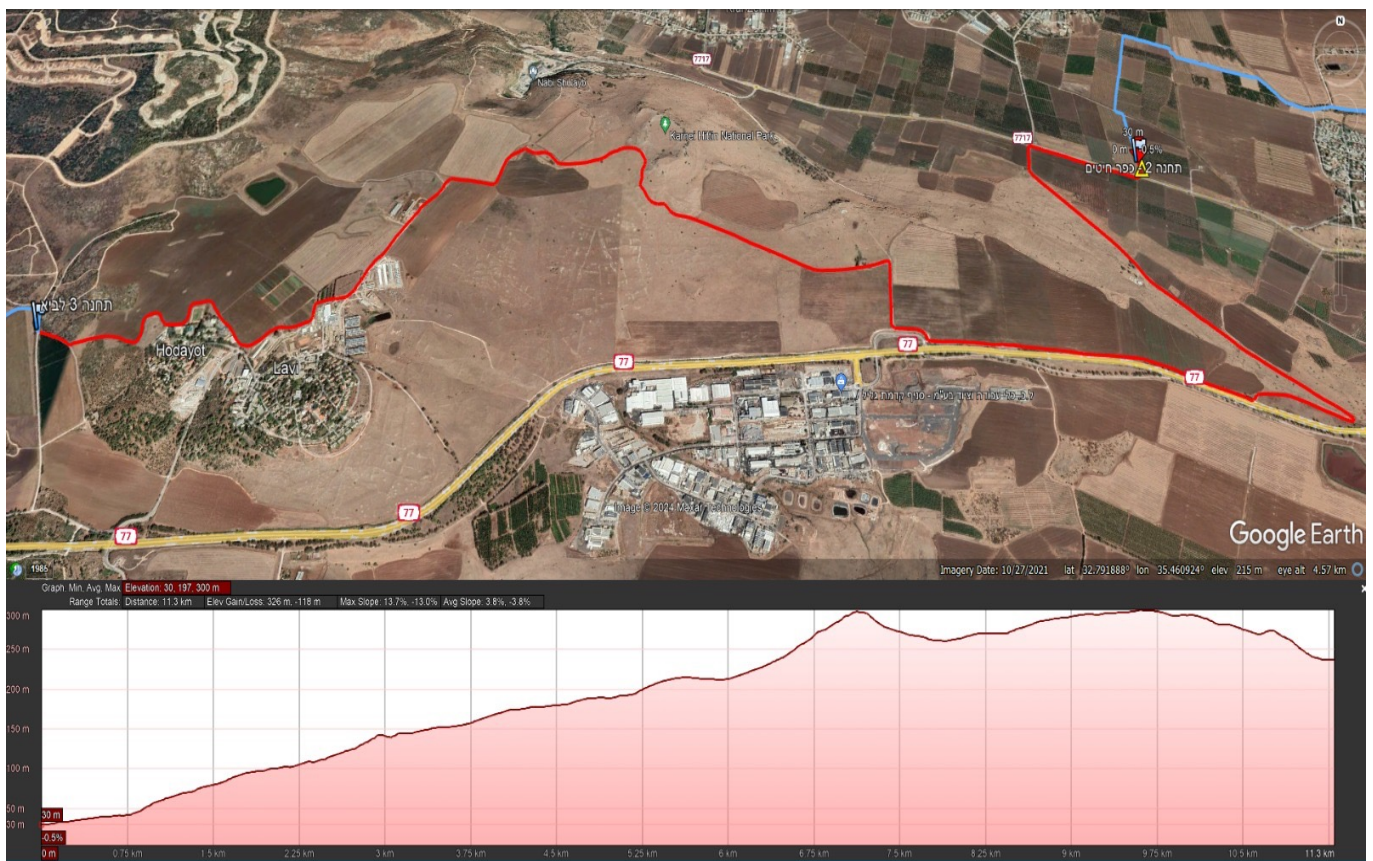 N
7717
Nabi Shuayb
Karnei Hittin National Park
7717
30 m
0 m -0.5%
תחנה 2 כפר חיטים
תחנה 3 לביא
Hodayot
Lavi
77
77
77
77
77
Image © 2024 Maxar Technologies
Google Earth
1985
Imagery Date: 10/27/2021 lat 32.791888° lon 35.460924° elev 215 m eye alt 4.57 km
Graph: Min, Avg, Max Elevation: 30, 197, 300 m
Range Totals: Distance: 11.3 km Elev Gain/Loss: 326 m, -118 m Max Slope: 13.7%, -13.0% Avg Slope: 3.8%, -3.8%
300 m
250 m
200 m
150 m
100 m
50 m
30 m
30 m
-0.5%
0 m 0.75 km 1.5 km 2.25 km 3 km 3.75 km 4.5 km 5.25 km 6 km 6.75 km 7.5 km 8.25 km 9 km 9.75 km 10.5 km 11.3 km